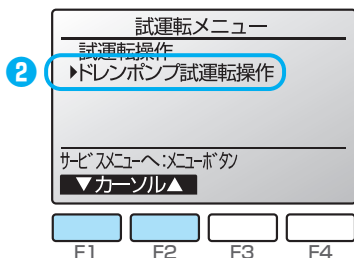 試運転メニュー
試運転操作
2 ▶ドレンポンプ試運転操作
サービスメニューへ:メニューボタン
▼カーソル▲
F1 F2 F3 F4